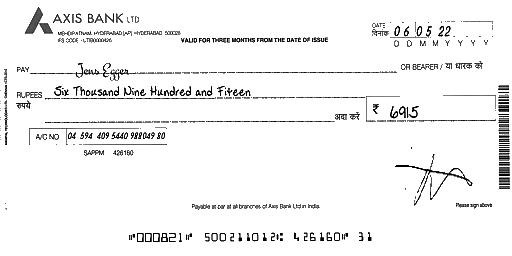 AXIS BANK LTD
MEHDIPATNAM, HYDERABAD [AP] HYDERABAD 500028
IFS CODE - UTIB0000426
VALID FOR THREE MONTHS FROM THE DATE OF ISSUE
DATE
दिनांक 06 05 22
D D M M Y Y Y Y
PAY Jens Egger OR BEARER / या धारक को
RUPEES Six Thousand Nine Hundred and Fifteen
रुपये
अदा करें ₹ 6915
A/C NO 04 594 409 5440 988049 80
SAPPM 426160
Payable at par at all branches of Axis Bank Ltd in India.
Please sign above
"000821" 500211012: 426160" 31